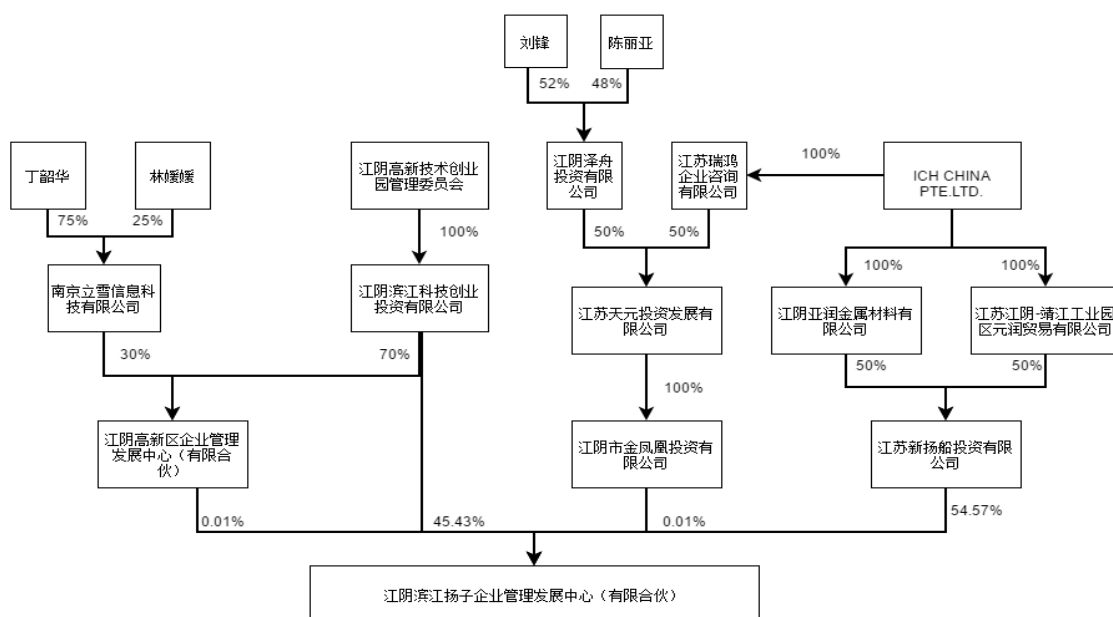 刘锋
陈丽亚
52%
48%
丁韶华
林媛媛
江阴高新技术创业
园管理委员会
江阴泽舟
投资有限
公司
江苏瑞鸿
企业咨询
有限公司
100%
ICH CHINA
PTE.LTD.
75%
25%
100%
50%
50%
100%
100%
南京立雪信息科
技有限公司
江阴滨江科技创业
投资有限公司
江苏天元投资发展有
限公司
江阴亚润金属材料有
限公司
江苏江阴-靖江工业园
区元润贸易有限公司
30%
70%
100%
50%
50%
江阴高新区企业管理
发展中心（有限合
伙）
江阴市金凤凰投资有
限公司
江苏新扬船投资有
限公司
0.01%
45.43%
0.01%
54.57%
江阴滨江扬子企业管理发展中心（有限合伙）